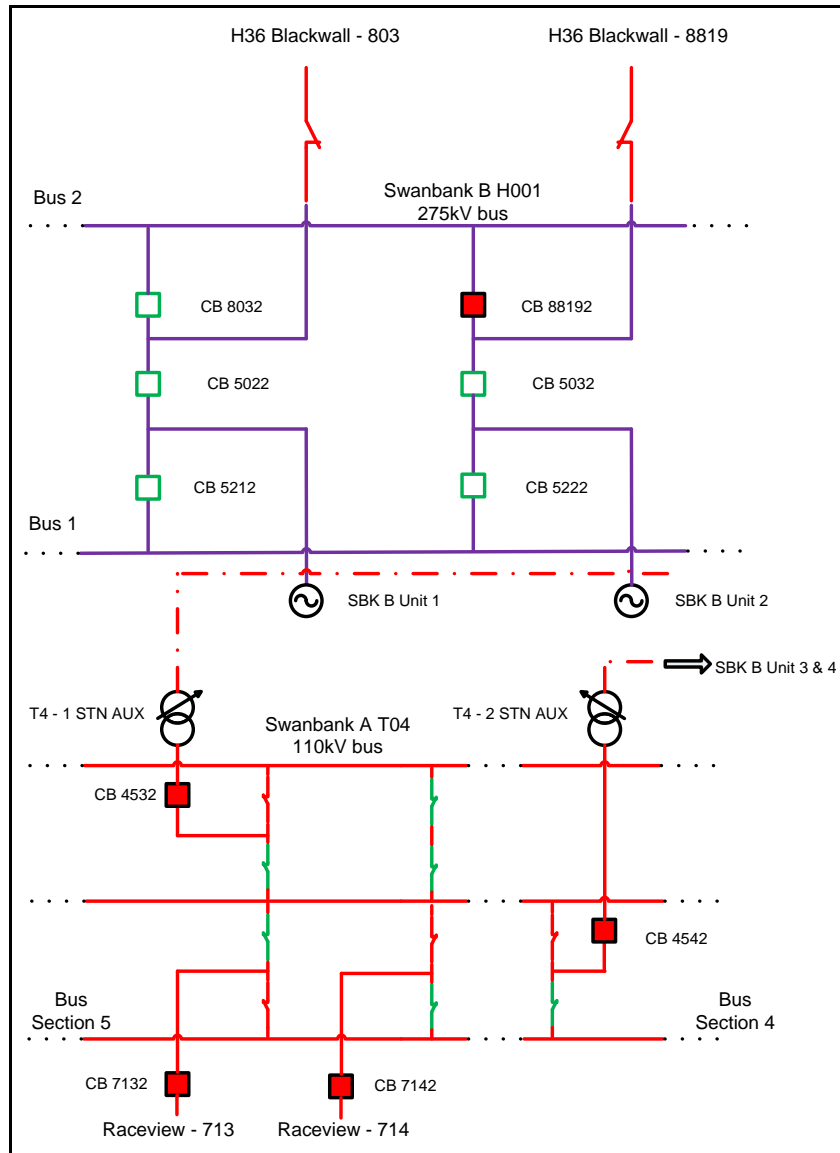 H36 Blackwall - 803
H36 Blackwall - 8819
Bus 2
Swanbank B H001
275kV bus
CB 8032
CB 88192
CB 5022
CB 5032
CB 5212
CB 5222
Bus 1
SBK B Unit 1
SBK B Unit 2
SBK B Unit 3 & 4
T4 - 1 STN AUX
T4 - 2 STN AUX
Swanbank A T04
110kV bus
CB 4532
CB 4542
Bus
Section 5
Bus
Section 4
CB 7132
CB 7142
Raceview - 713
Raceview - 714